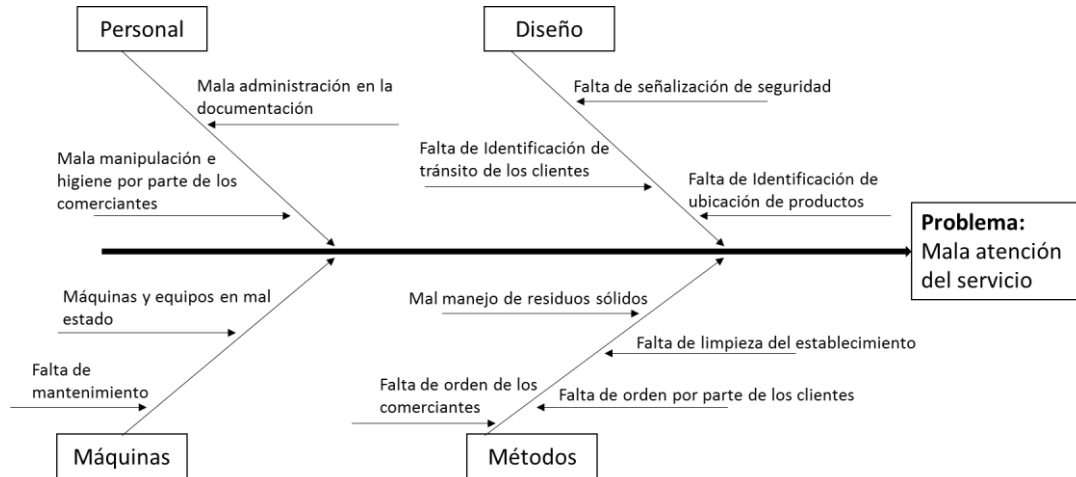 Personal
Diseño
Mala administración en la
documentación
Falta de señalización de seguridad
Mala manipulación e
higiene por parte de los
comerciantes
Falta de Identificación de
tránsito de los clientes
Falta de Identificación de
ubicación de productos
Problema:
Mala atención
del servicio
Máquinas y equipos en mal
estado
Mal manejo de residuos sólidos
Falta de limpieza del establecimiento
Falta de
mantenimiento
Falta de orden de los
comerciantes
Falta de orden por parte de los clientes
Máquinas
Métodos